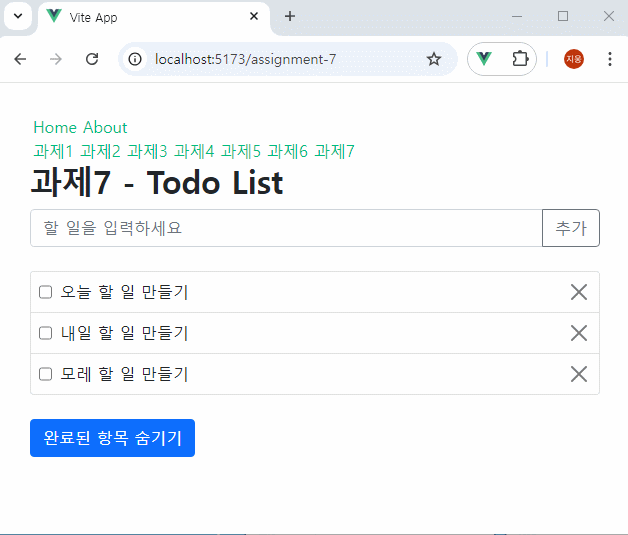 Vite App
localhost:5173/assignment-7
지웅
Home About
과제1 과제2 과제3 과제4 과제5 과제6 과제7
과제7 - Todo List
할 일을 입력하세요 추가
오늘 할 일 만들기
내일 할 일 만들기
모레 할 일 만들기
완료된 항목 숨기기